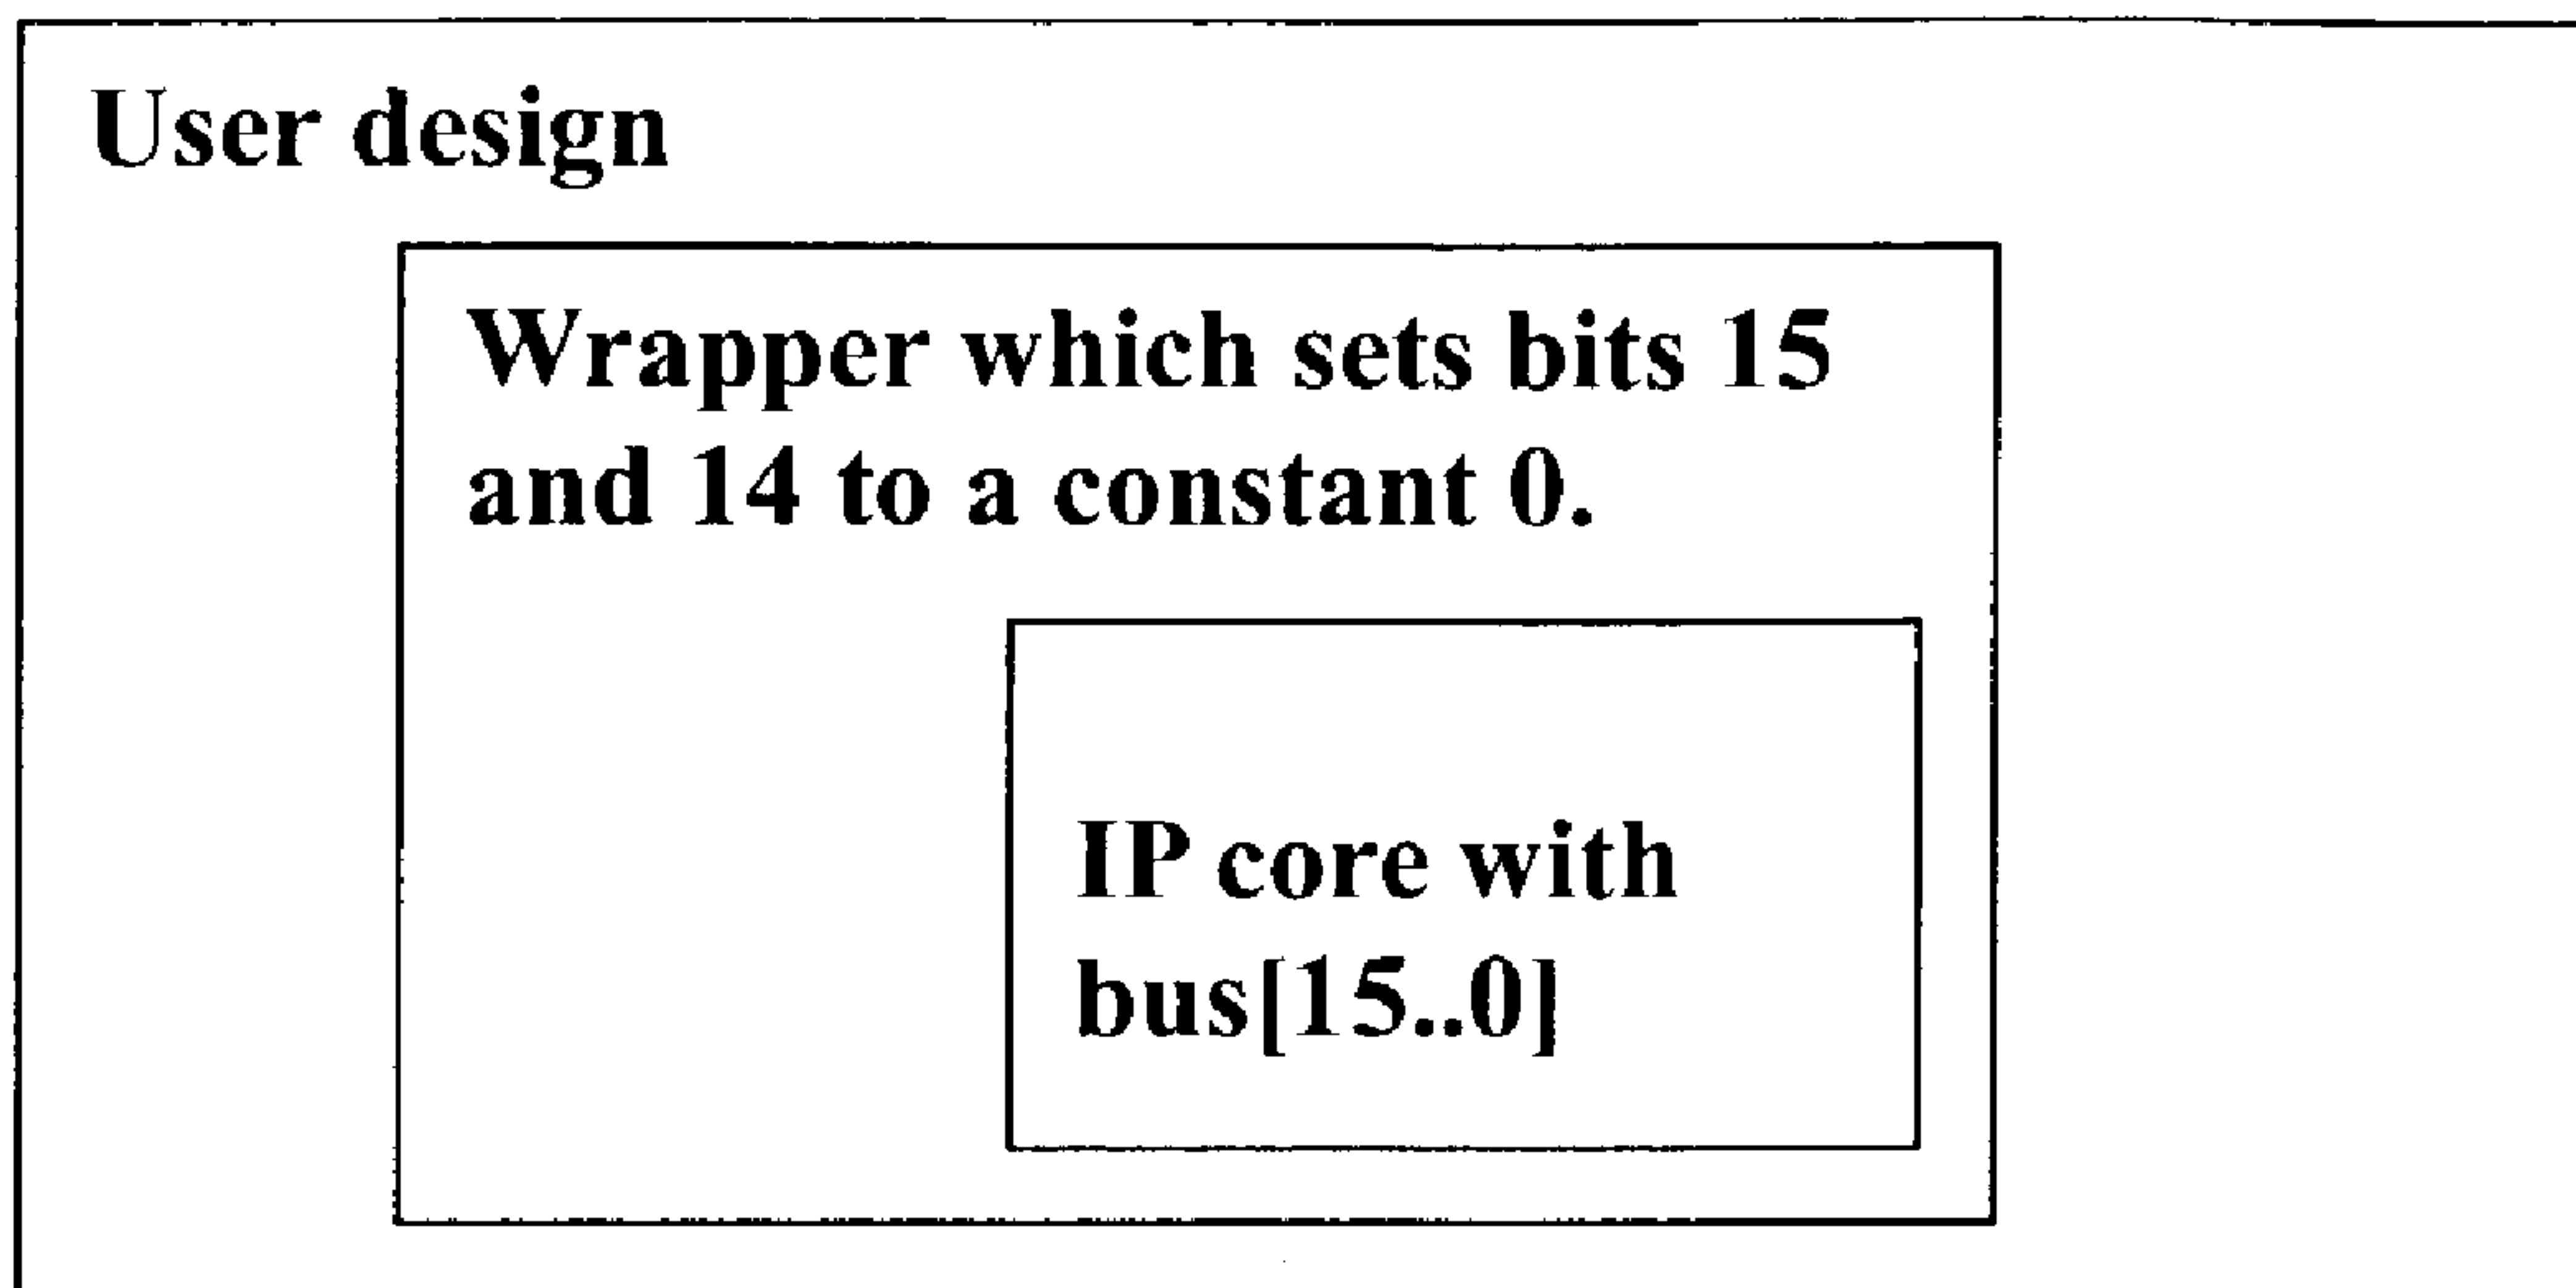 User design
Wrapper which sets bits 15
and 14 to a constant 0.
IP core with
bus[15..0]